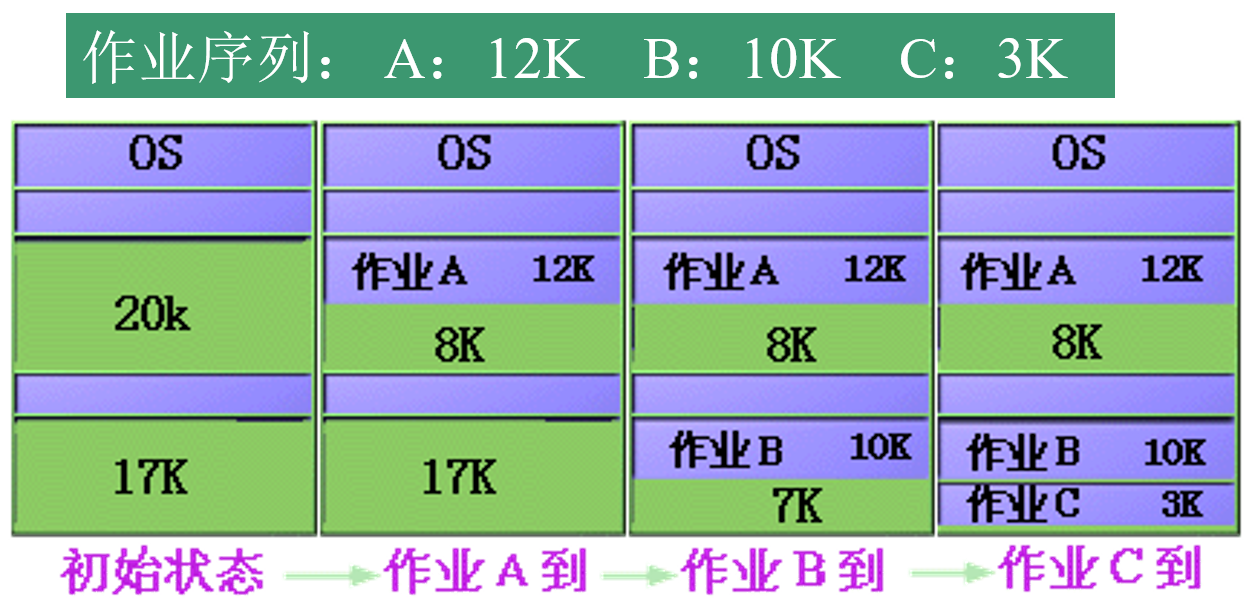 作业序列： A：12K B：10K C：3K
OS OS OS OS
作业A 12K 作业A 12K 作业A 12K
20k 8K 8K 8K
作业B 10K 作业B 10K
17K 17K 7K 作业C 3K
初始状态 作业A到 作业B到 作业C到